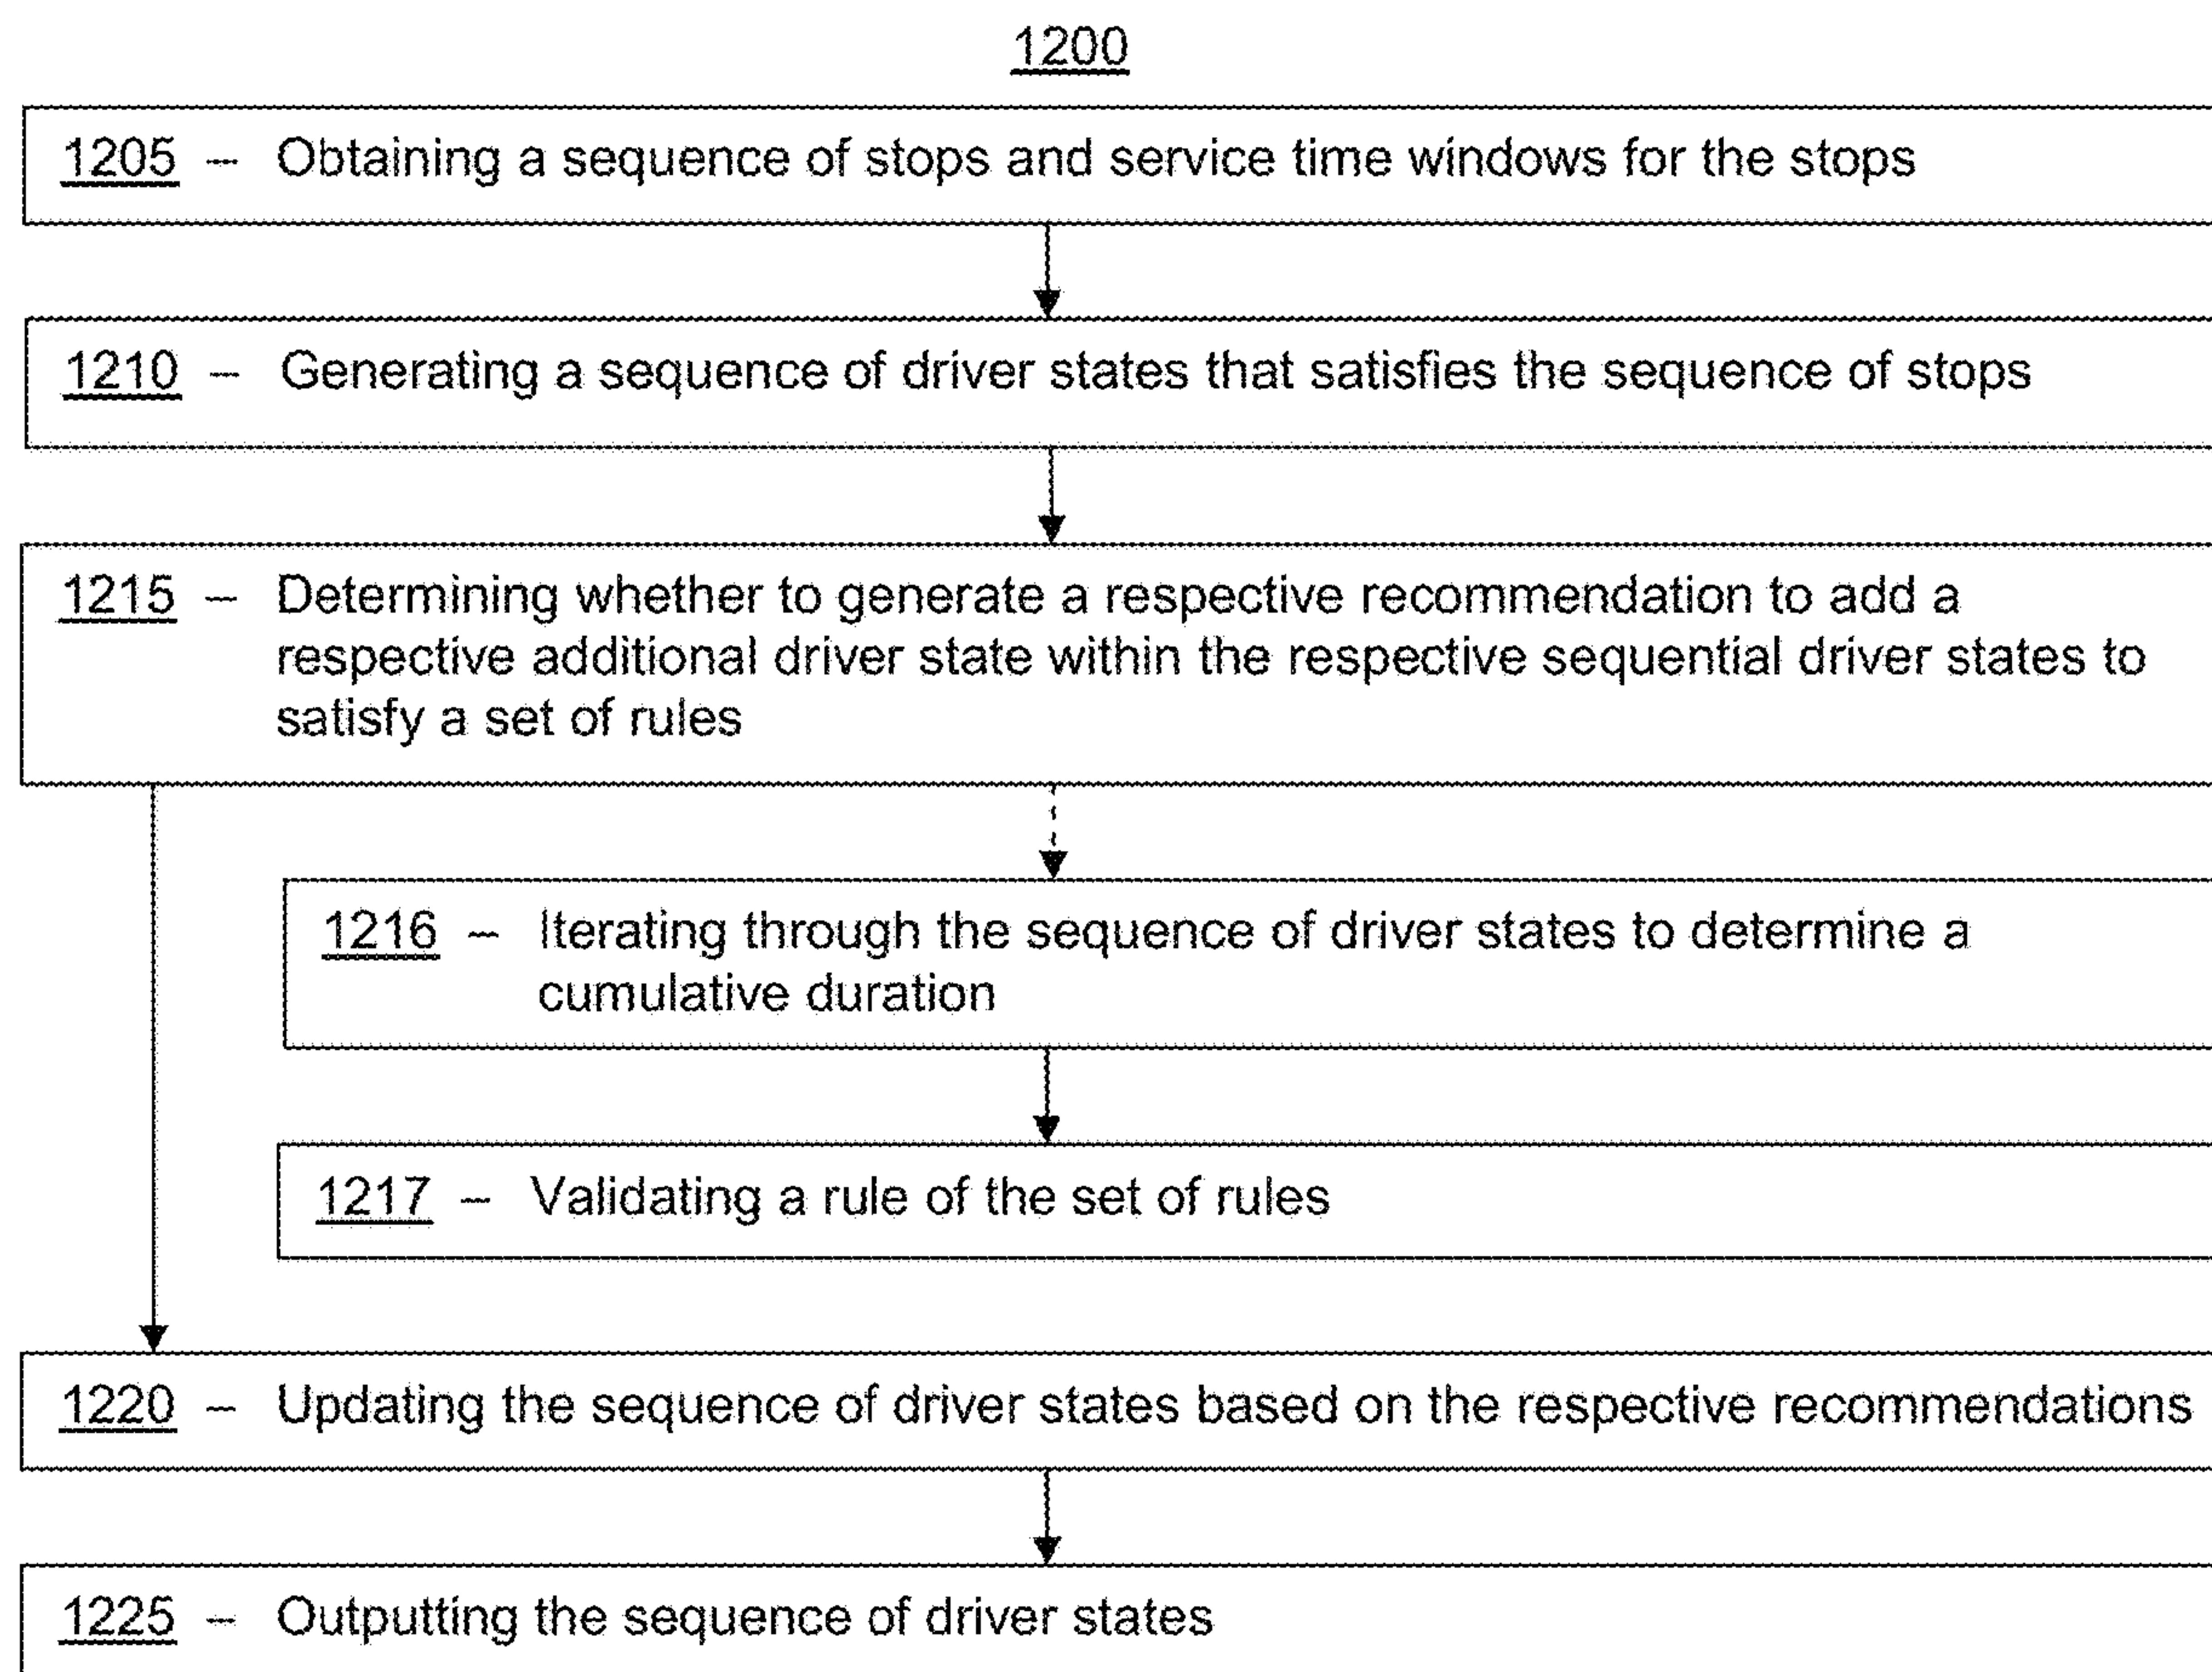 1200
1205 – Obtaining a sequence of stops and service time windows for the stops
1210 – Generating a sequence of driver states that satisfies the sequence of stops
1215 – Determining whether to generate a respective recommendation to add a
respective additional driver state within the respective sequential driver states to
satisfy a set of rules
1216 – Iterating through the sequence of driver states to determine a
cumulative duration
1217 – Validating a rule of the set of rules
1220 – Updating the sequence of driver states based on the respective recommendations
1225 – Outputting the sequence of driver states